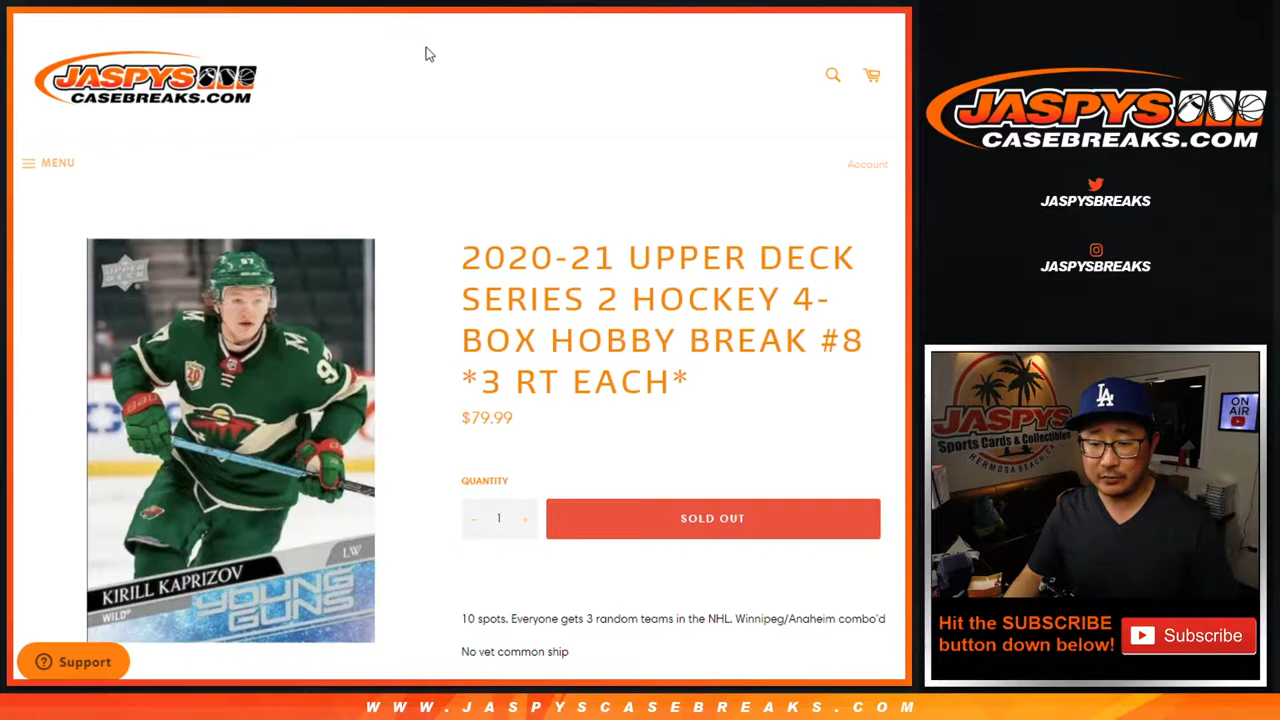 JASPYS
CASEBREAKS.COM
MENU
Account
UPPER DECK
97
M
KIRILL KAPRIZOV
LW
WILD
YOUNG GUNS
2020-21 UPPER DECK
SERIES 2 HOCKEY 4-
BOX HOBBY BREAK #8
*3 RT EACH*
$79.99
QUANTITY
− 1 +
SOLD OUT
10 spots. Everyone gets 3 random teams in the NHL. Winnipeg/Anaheim combo'd
No vet common ship
Support
JASPYS
CASEBREAKS.COM
JASPYSBREAKS
JASPYSBREAKS
JASPYS
Sports Cards & Collectibles
HERMOSA BEACH, CA
LA
ON
AIR
Hit the SUBSCRIBE
button down below!
Subscribe
WWW.JASPYSCASEBREAKS.COM